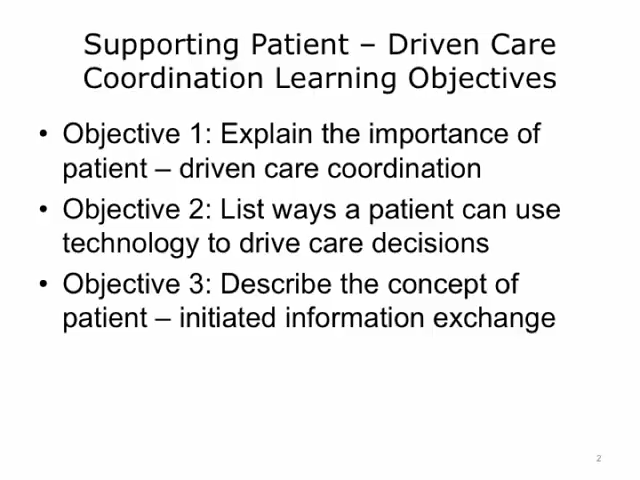 Supporting Patient – Driven Care
Coordination Learning Objectives
• Objective 1: Explain the importance of
patient – driven care coordination
• Objective 2: List ways a patient can use
technology to drive care decisions
• Objective 3: Describe the concept of
patient – initiated information exchange
2